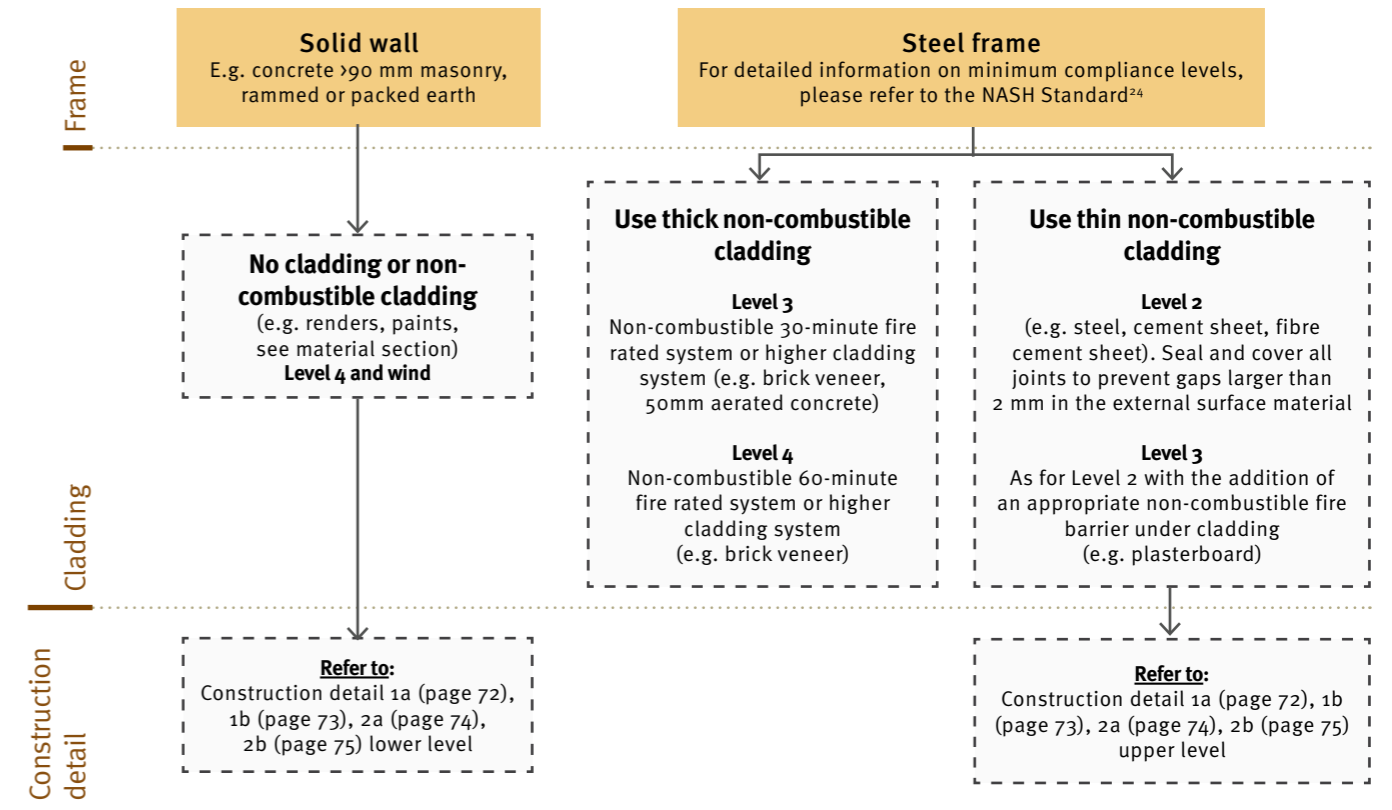 Frame
Solid wall
E.g. concrete >90 mm masonry,
rammed or packed earth
Steel frame
For detailed information on minimum compliance levels,
please refer to the NASH Standard²⁴
Cladding
No cladding or non-
combustible cladding
(e.g. renders, paints,
see material section)
Level 4 and wind
Use thick non-combustible
cladding
Level 3
Non-combustible 30-minute fire
rated system or higher cladding
system (e.g. brick veneer,
50mm aerated concrete)
Level 4
Non-combustible 60-minute
fire rated system or higher
cladding system
(e.g. brick veneer)
Use thin non-combustible
cladding
Level 2
(e.g. steel, cement sheet, fibre
cement sheet). Seal and cover all
joints to prevent gaps larger than
2 mm in the external surface material
Level 3
As for Level 2 with the addition of
an appropriate non-combustible fire
barrier under cladding
(e.g. plasterboard)
Construction
detail
Refer to:
Construction detail 1a (page 72),
1b (page 73), 2a (page 74),
2b (page 75) lower level
Refer to:
Construction detail 1a (page 72), 1b
(page 73), 2a (page 74), 2b (page 75)
upper level